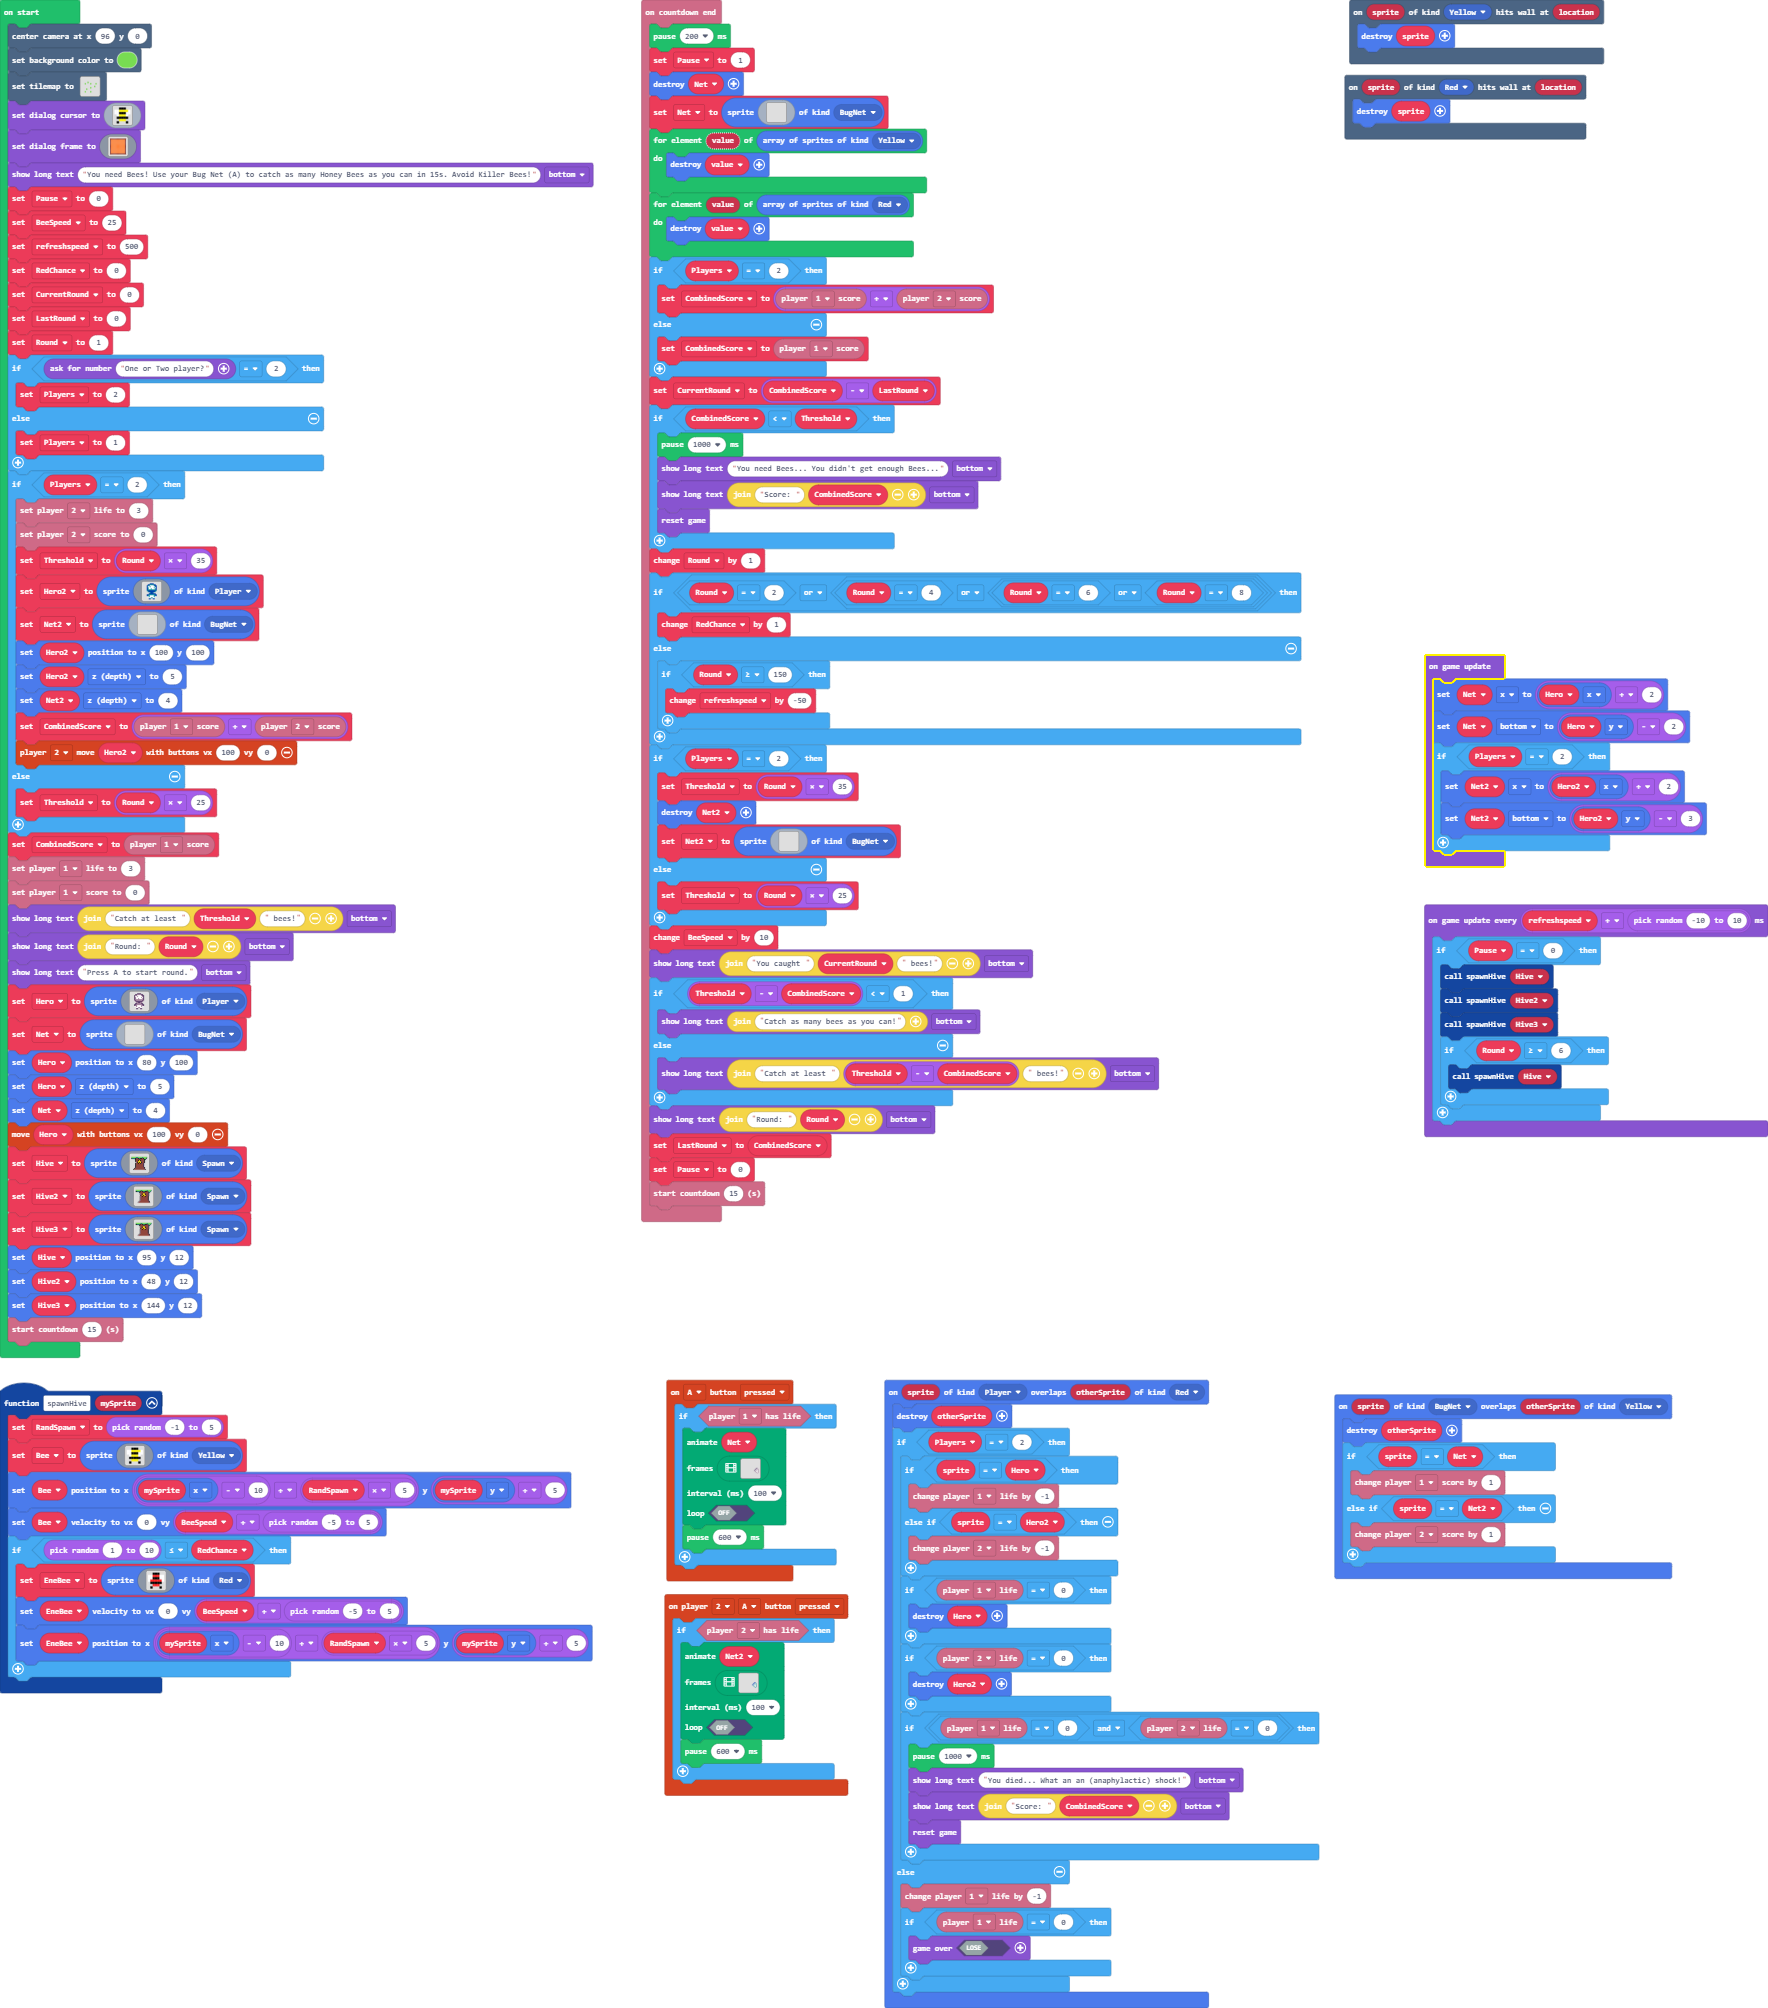 on start
center camera at x 96 y 0
set background color to
set tilemap to
set dialog cursor to
set dialog frame to
show long text "You need Bees! Use your Bug Net (A) to catch as many Honey Bees as you can in 15s. Avoid Killer Bees!" bottom
set Pause to 0
set BeeSpeed to 25
set refreshspeed to 500
set RedChance to 0
set CurrentRound to 0
set LastRound to 0
set Round to 1
if ask for number "One or Two player?" = 2 then
set Players to 2
else
set Players to 1
if Players = 2 then
set player 2 life to 3
set player 2 score to 0
set Threshold to Round × 35
set Hero2 to sprite of kind Player
set Net2 to sprite of kind BugNet
set Hero2 position to x 100 y 100
set Hero2 z (depth) to 5
set Net2 z (depth) to 4
set CombinedScore to player 1 score + player 2 score
player 2 move Hero2 with buttons vx 100 vy 0
else
set Threshold to Round × 25
set CombinedScore to player 1 score
set player 1 life to 3
set player 1 score to 0
show long text join "Catch at least " Threshold " bees!" bottom
show long text join "Round: " Round bottom
show long text "Press A to start round." bottom
set Hero to sprite of kind Player
set Net to sprite of kind BugNet
set Hero position to x 80 y 100
set Hero z (depth) to 5
set Net z (depth) to 4
move Hero with buttons vx 100 vy 0
set Hive to sprite of kind Spawn
set Hive2 to sprite of kind Spawn
set Hive3 to sprite of kind Spawn
set Hive position to x 95 y 12
set Hive2 position to x 48 y 12
set Hive3 position to x 144 y 12
start countdown 15 (s)
on countdown end
pause 200 ms
set Pause to 1
destroy Net
set Net to sprite of kind BugNet
for element value of array of sprites of kind Yellow
do destroy value
for element value of array of sprites of kind Red
do destroy value
if Players = 2 then
set CombinedScore to player 1 score + player 2 score
else
set CombinedScore to player 1 score
set CurrentRound to CombinedScore - LastRound
if CombinedScore < Threshold then
pause 1000 ms
show long text "You need Bees... You didn't get enough Bees..." bottom
show long text join "Score: " CombinedScore bottom
reset game
change Round by 1
if Round = 2 or Round = 4 or Round = 6 or Round = 8 then
change RedChance by 1
else
if Round ≥ 150 then
change refreshspeed by -50
if Players = 2 then
set Threshold to Round × 35
destroy Net2
set Net2 to sprite of kind BugNet
else
set Threshold to Round × 25
change BeeSpeed by 10
show long text join "You caught " CurrentRound " bees!" bottom
if Threshold - CombinedScore < 1 then
show long text join "Catch as many bees as you can!" bottom
else
show long text join "Catch at least " Threshold - CombinedScore " bees!" bottom
show long text join "Round: " Round bottom
set LastRound to CombinedScore
set Pause to 0
start countdown 15 (s)
on sprite of kind Yellow hits wall at location
destroy sprite
on sprite of kind Red hits wall at location
destroy sprite
on game update
set Net x to Hero x + 2
set Net bottom to Hero y - 2
if Players = 2 then
set Net2 x to Hero2 x + 2
set Net2 bottom to Hero2 y - 3
on game update every refreshspeed + pick random -10 to 10 ms
if Pause = 0 then
call spawnHive Hive
call spawnHive Hive2
call spawnHive Hive3
if Round ≥ 6 then
call spawnHive Hive
function spawnHive mySprite
set RandSpawn to pick random -1 to 5
set Bee to sprite of kind Yellow
set Bee position to x mySprite x - 10 + RandSpawn × 5 y mySprite y + 5
set Bee velocity to vx 0 vy BeeSpeed + pick random -5 to 5
if pick random 1 to 10 ≤ RedChance then
set EneBee to sprite of kind Red
set EneBee velocity to vx 0 vy BeeSpeed + pick random -5 to 5
set EneBee position to x mySprite x - 10 + RandSpawn × 5 y mySprite y + 5
on A button pressed
if player 1 has life then
animate Net
frames
interval (ms) 100
loop OFF
pause 600 ms
on player 2 A button pressed
if player 2 has life then
animate Net2
frames
interval (ms) 100
loop OFF
pause 600 ms
on sprite of kind Player overlaps otherSprite of kind Red
destroy otherSprite
if Players = 2 then
if sprite = Hero then
change player 1 life by -1
else if sprite = Hero2 then
change player 2 life by -1
if player 1 life = 0 then
destroy Hero
if player 2 life = 0 then
destroy Hero2
if player 1 life = 0 and player 2 life = 0 then
pause 1000 ms
show long text "You died... What an an (anaphylactic) shock!" bottom
show long text join "Score: " CombinedScore bottom
reset game
else
change player 1 life by -1
if player 1 life = 0 then
game over LOSE
on sprite of kind BugNet overlaps otherSprite of kind Yellow
destroy otherSprite
if sprite = Net then
change player 1 score by 1
else if sprite = Net2 then
change player 2 score by 1